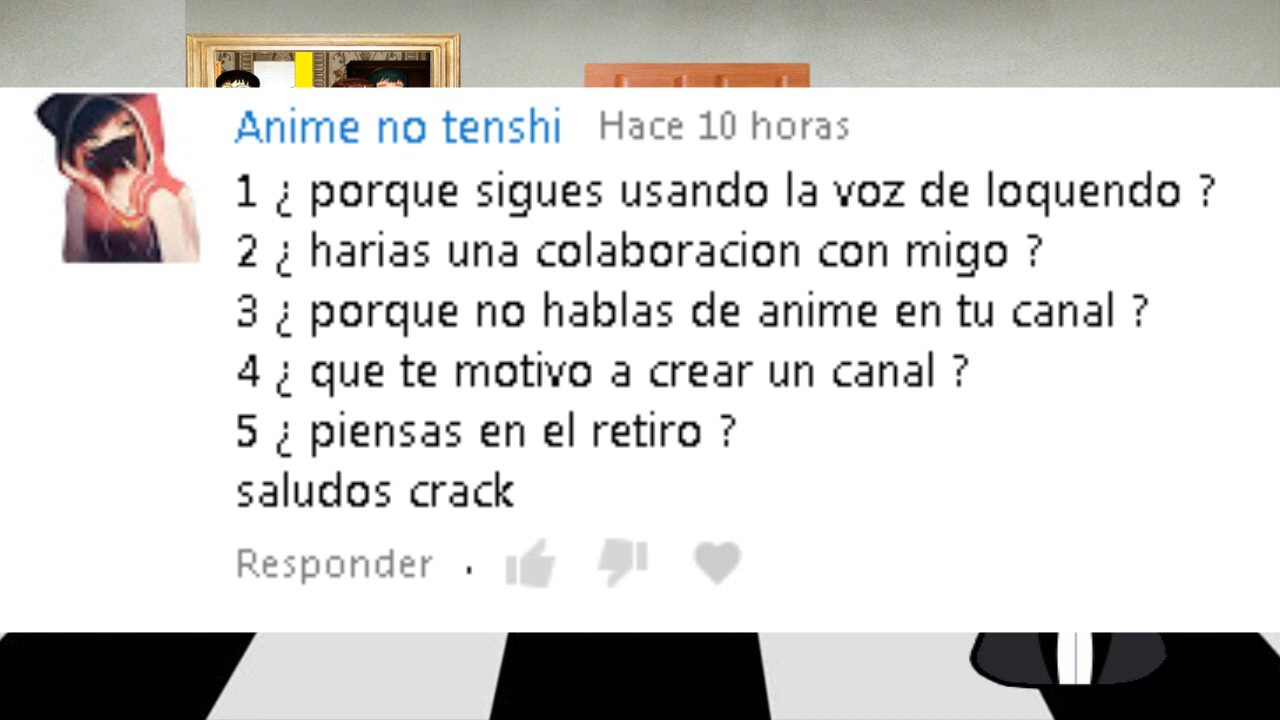 Anime no tenshi Hace 10 horas
1 ¿ porque sigues usando la voz de loquendo ?
2 ¿ harias una colaboracion con migo ?
3 ¿ porque no hablas de anime en tu canal ?
4 ¿ que te motivo a crear un canal ?
5 ¿ piensas en el retiro ?
saludos crack
Responder .